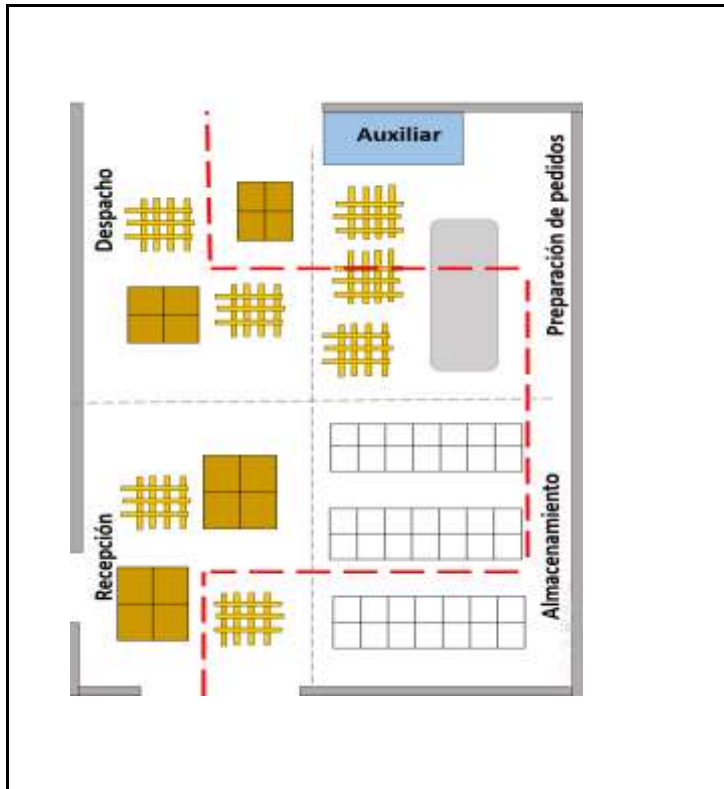 Auxiliar
Despacho
Preparación de pedidos
Recepción
Almacenamiento